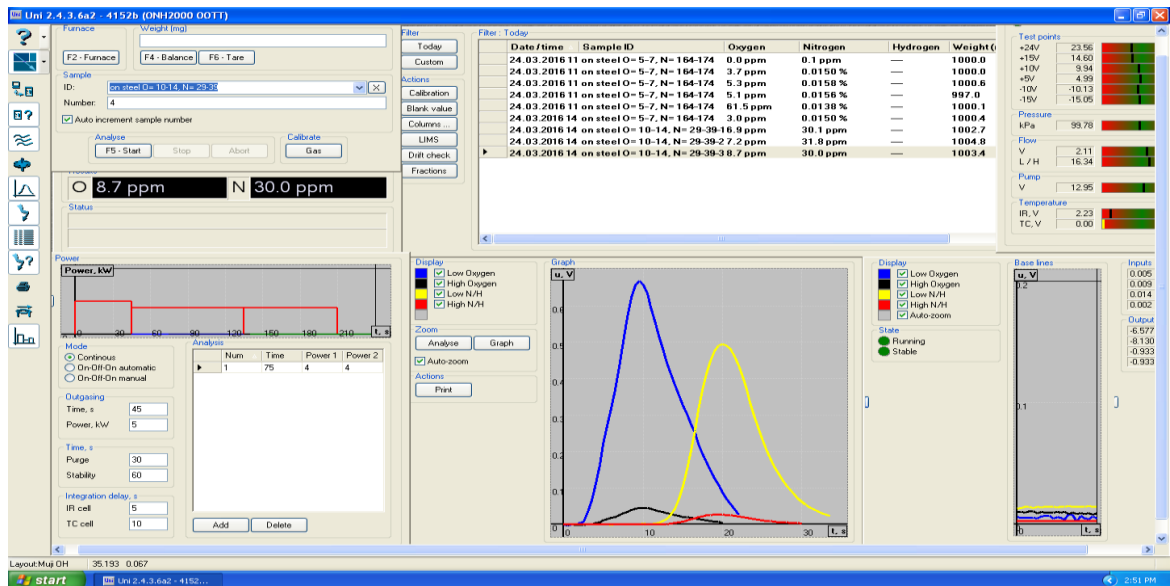 Uni 2.4.3.6a2 - 4152b (ONH2000 OOTT)
Furnace
Weight (mg)
F2 - Furnace
F4 - Balance
F6 - Tare
Sample
ID:
on steel O= 10-14, N= 29-39
Number:
4
Auto increment sample number
Analyse
F5 - Start
Stop
Abort
Calibrate
Gas
O 8.7 ppm
N 30.0 ppm
Status
Filter
Today
Custom
Actions
Calibration
Blank value
Columns ...
LIMS
Drift check
Fractions
Filter : Today
Date/time Sample ID Oxygen Nitrogen Hydrogen Weight
24.03.2016 11 on steel O= 5-7, N= 164-174 0.0 ppm 0.1 ppm — 1000.0
24.03.2016 11 on steel O= 5-7, N= 164-174 3.7 ppm 0.0150 % — 1000.0
24.03.2016 11 on steel O= 5-7, N= 164-174 5.3 ppm 0.0158 % — 1000.6
24.03.2016 11 on steel O= 5-7, N= 164-174 5.1 ppm 0.0156 % — 997.0
24.03.2016 11 on steel O= 5-7, N= 164-174 61.5 ppm 0.0138 % — 1000.1
24.03.2016 14 on steel O= 5-7, N= 164-174 3.0 ppm 0.0150 % — 1000.4
24.03.2016 14 on steel O= 10-14, N= 29-39-1 6.9 ppm 30.1 ppm — 1002.7
24.03.2016 14 on steel O= 10-14, N= 29-39-2 7.2 ppm 31.8 ppm — 1004.8
24.03.2016 14 on steel O= 10-14, N= 29-39-3 8.7 ppm 30.0 ppm — 1003.4
Test points
+24V 23.56
+15V 14.60
+10V 9.94
+5V 4.99
-10V -10.13
-15V -15.05
Pressure
kPa 99.78
Flow
V 2.11
L / H 16.34
Pump
V 12.95
Temperature
IR, V 2.23
TC, V 0.00
Power
Power, kW
0 30 60 90 120 150 180 210 t, s
Mode
Continous
On-Off-On automatic
On-Off-On manual
Outgasing
Time, s 45
Power, kW 5
Time, s
Purge 30
Stability 60
Integration delay, s
IR cell 5
TC cell 10
Analysis
Num Time Power 1 Power 2
1 75 4 4
Add
Delete
Display
Low Oxygen
High Oxygen
Low N/H
High N/H
Zoom
Analyse
Graph
Auto-zoom
Actions
Print
Graph
u, V
0.6
0.5
0.4
0.3
0.2
0.1
0
0 10 20 30 t, s
Display
Low Oxygen
High Oxygen
Low N/H
High N/H
Auto-zoom
State
Running
Stable
Base lines
u, V
0.2
0.1
t, s
Inputs
0.005
0.009
0.014
0.002
Output
-6.577
-8.130
-0.933
-0.933
Layout:Muji OH 35.193 0.067
start
Uni 2.4.3.6a2 - 4152...
2:51 PM